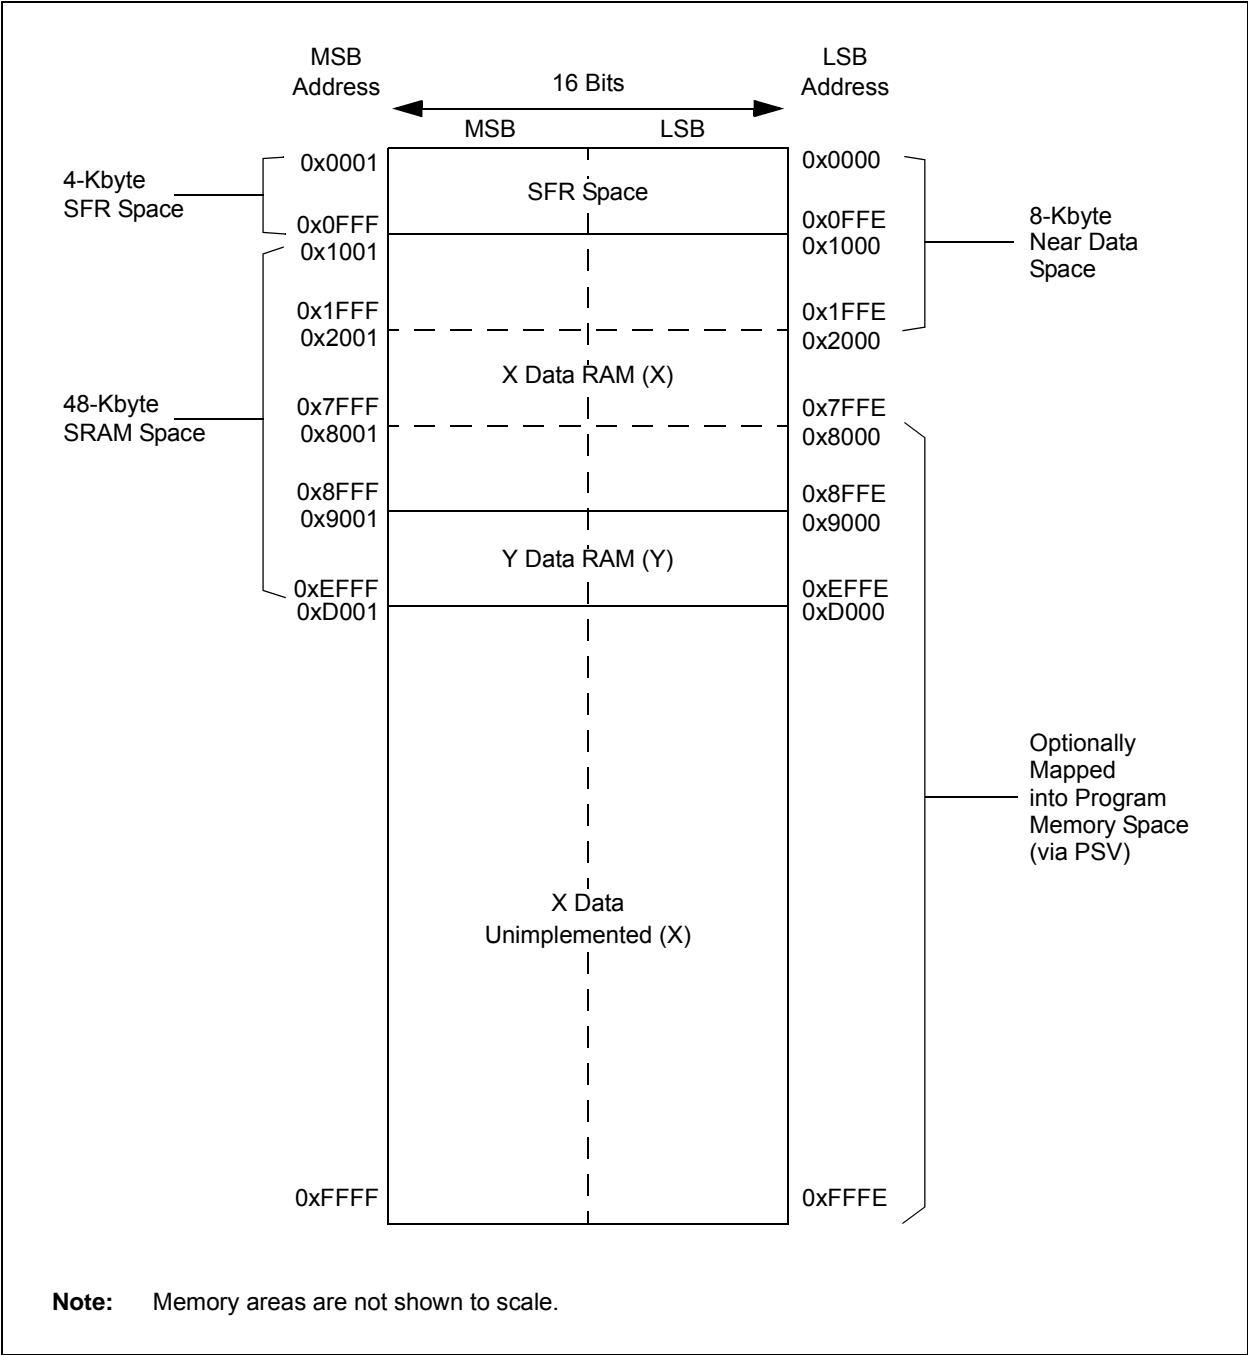 MSB
Address
16 Bits
LSB
Address
MSB
LSB
4-Kbyte
SFR Space
0x0001
SFR Space
0x0000
0x0FFF
0x0FFE
0x1001
0x1000
8-Kbyte
Near Data
Space
0x1FFF
0x1FFE
0x2001
0x2000
X Data RAM (X)
48-Kbyte
SRAM Space
0x7FFF
0x7FFE
0x8001
0x8000
0x8FFF
0x8FFE
0x9001
0x9000
Y Data RAM (Y)
0xEFFF
0xEFFE
0xD001
0xD000
Optionally
Mapped
into Program
Memory Space
(via PSV)
X Data
Unimplemented (X)
0xFFFF
0xFFFE
Note: Memory areas are not shown to scale.